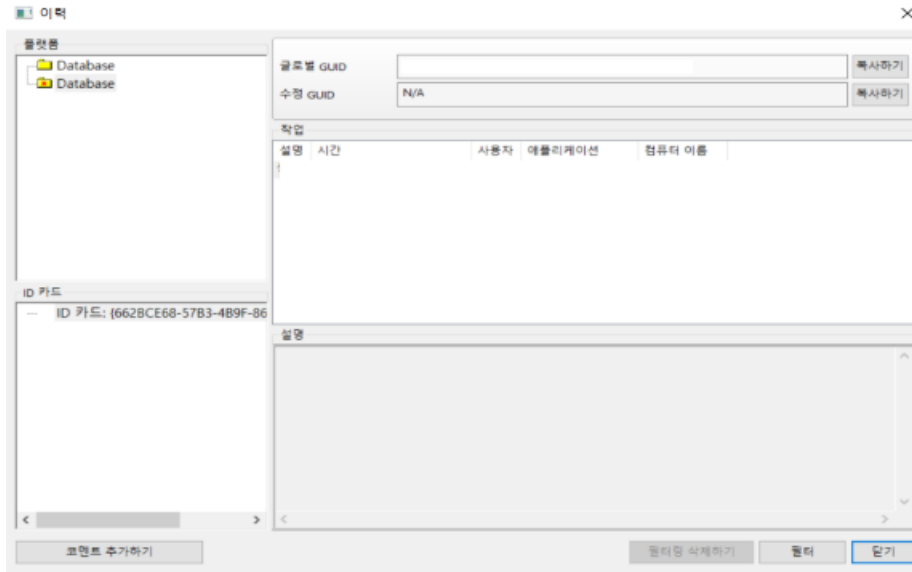 이력
플랫폼
Database
Database
글로벌 GUID
복사하기
수정 GUID
N/A
복사하기
작업
설명 시간 사용자 애플리케이션 컴퓨터 이름
ID 카드
ID 카드: {662BCE68-57B3-4B9F-86
설명
코멘트 추가하기
필터링 삭제하기
필터
닫기